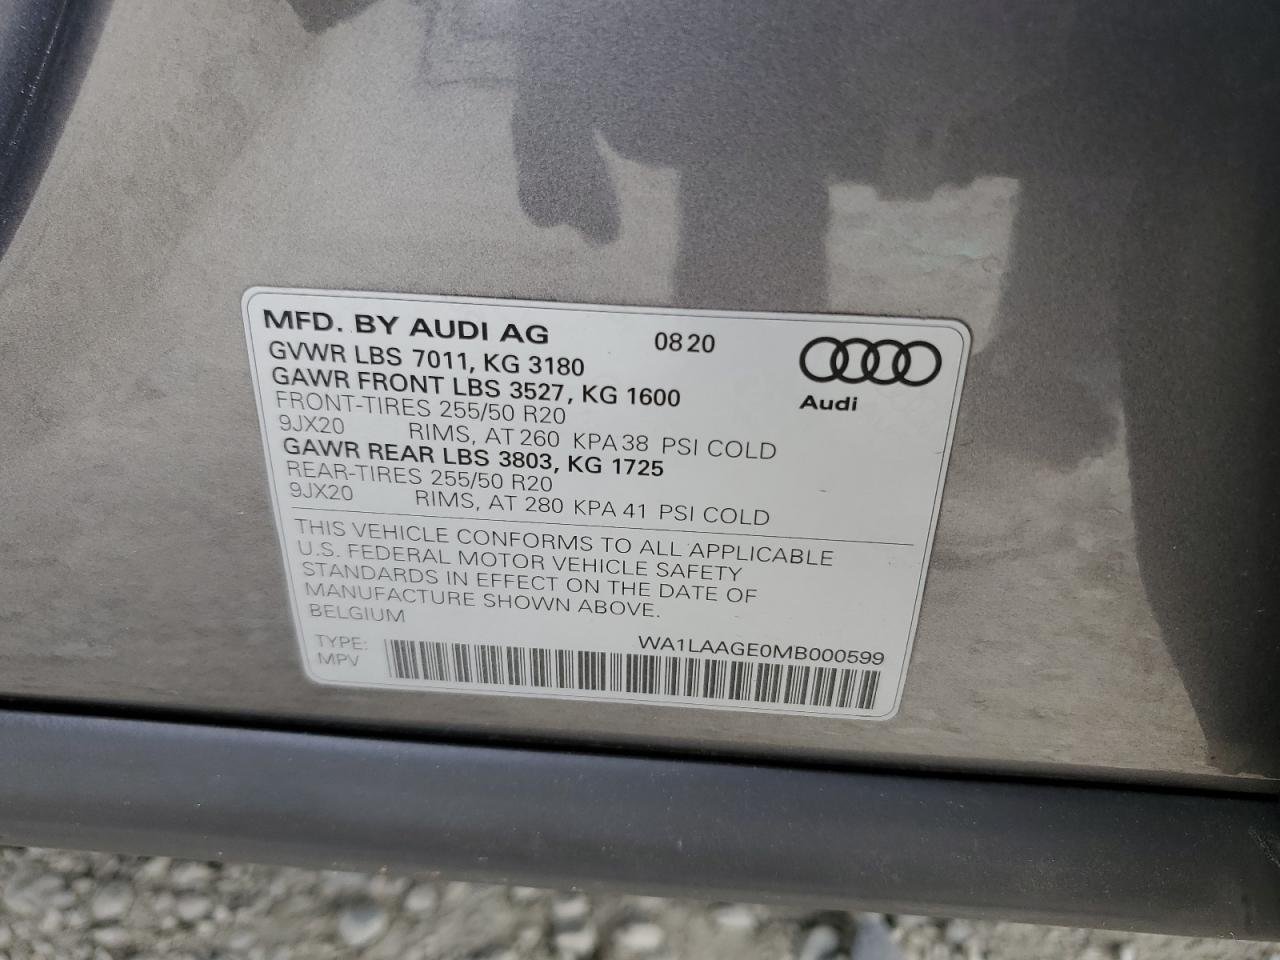 MFD. BY AUDI AG 08 20
GVWR LBS 7011, KG 3180
GAWR FRONT LBS 3527, KG 1600
Audi
FRONT-TIRES 255/50 R20
9JX20 RIMS, AT 260 KPA 38 PSI COLD
GAWR REAR LBS 3803, KG 1725
REAR-TIRES 255/50 R20
9JX20 RIMS, AT 280 KPA 41 PSI COLD
THIS VEHICLE CONFORMS TO ALL APPLICABLE
U.S. FEDERAL MOTOR VEHICLE SAFETY
STANDARDS IN EFFECT ON THE DATE OF
MANUFACTURE SHOWN ABOVE.
BELGIUM
TYPE: WA1LAAGE0MB000599
MPV